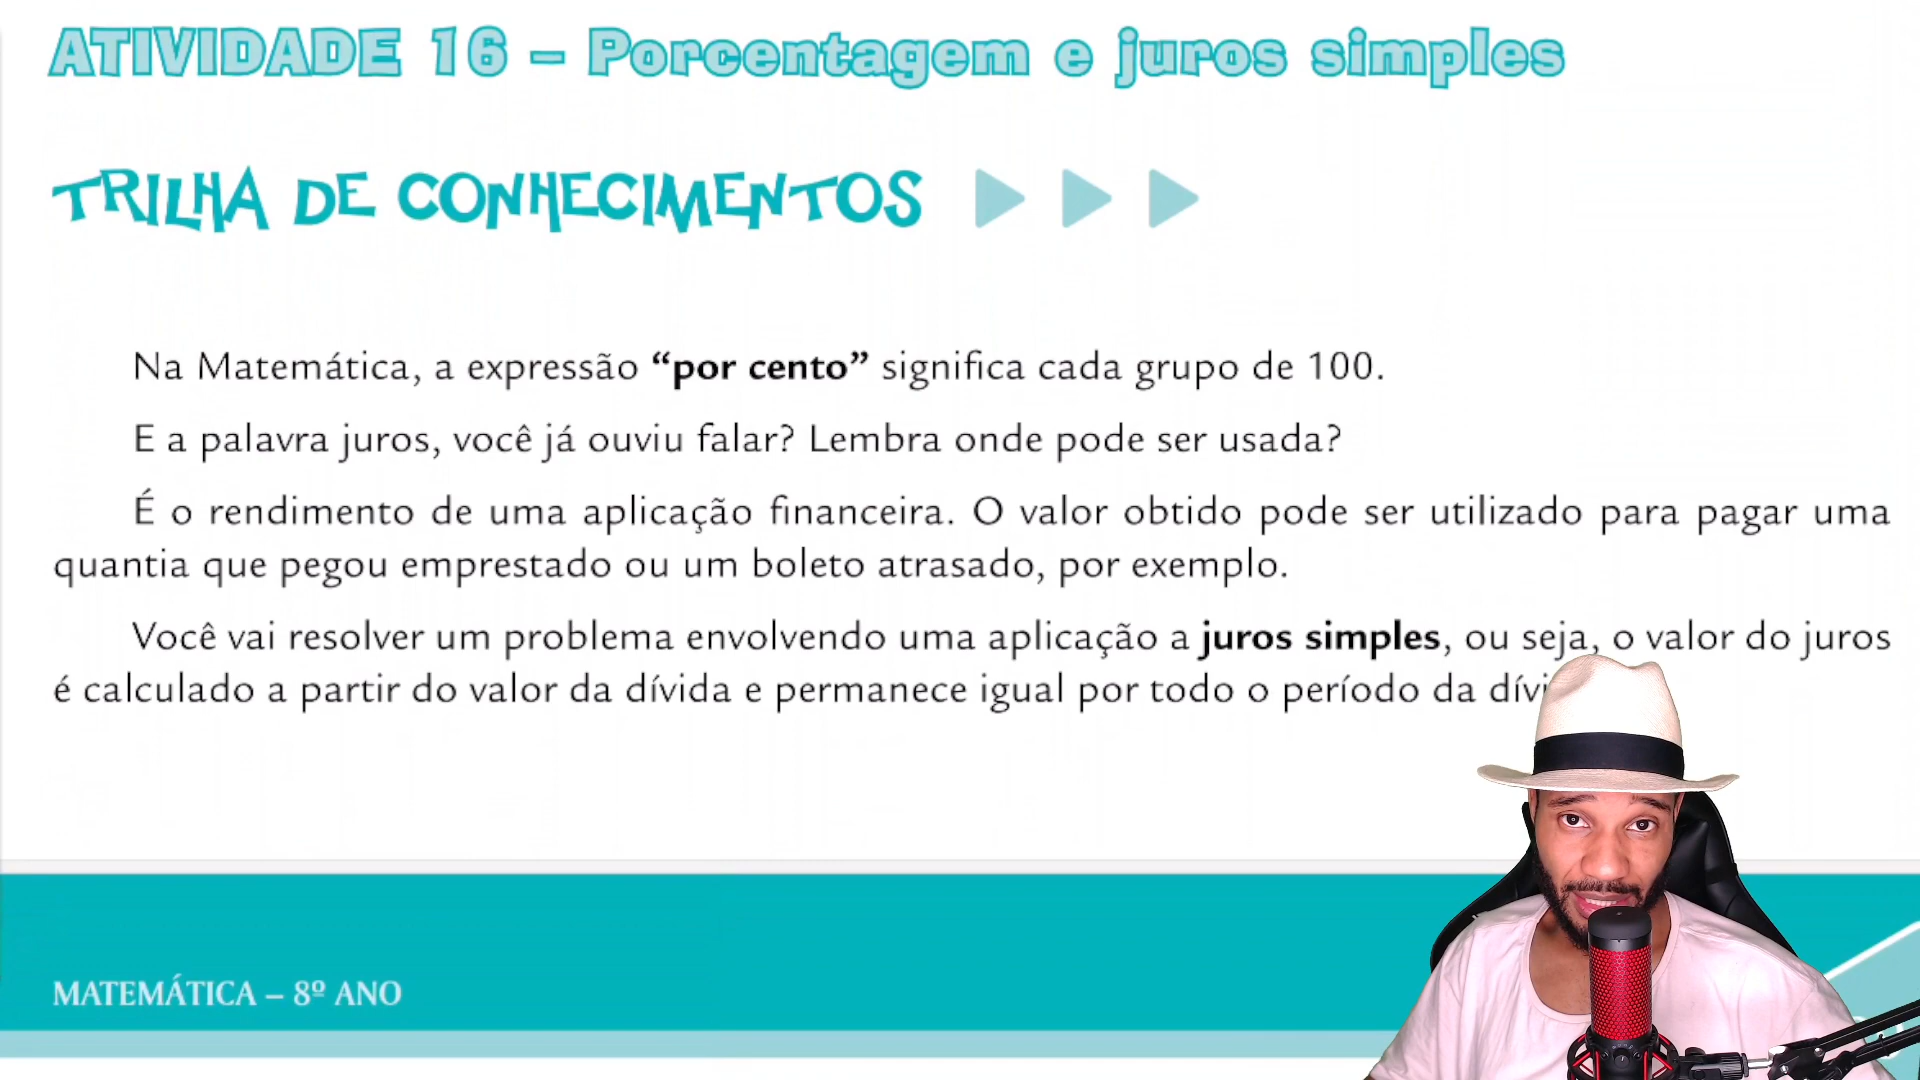 ATIVIDADE 16 – Porcentagem e juros simples
TRILHA DE CONHECIMENTOS
Na Matemática, a expressão “por cento” significa cada grupo de 100.
E a palavra juros, você já ouviu falar? Lembra onde pode ser usada?
É o rendimento de uma aplicação financeira. O valor obtido pode ser utilizado para pagar uma
quantia que pegou emprestado ou um boleto atrasado, por exemplo.
Você vai resolver um problema envolvendo uma aplicação a juros simples, ou seja, o valor do juros
é calculado a partir do valor da dívida e permanece igual por todo o período da
MATEMÁTICA – 8º ANO